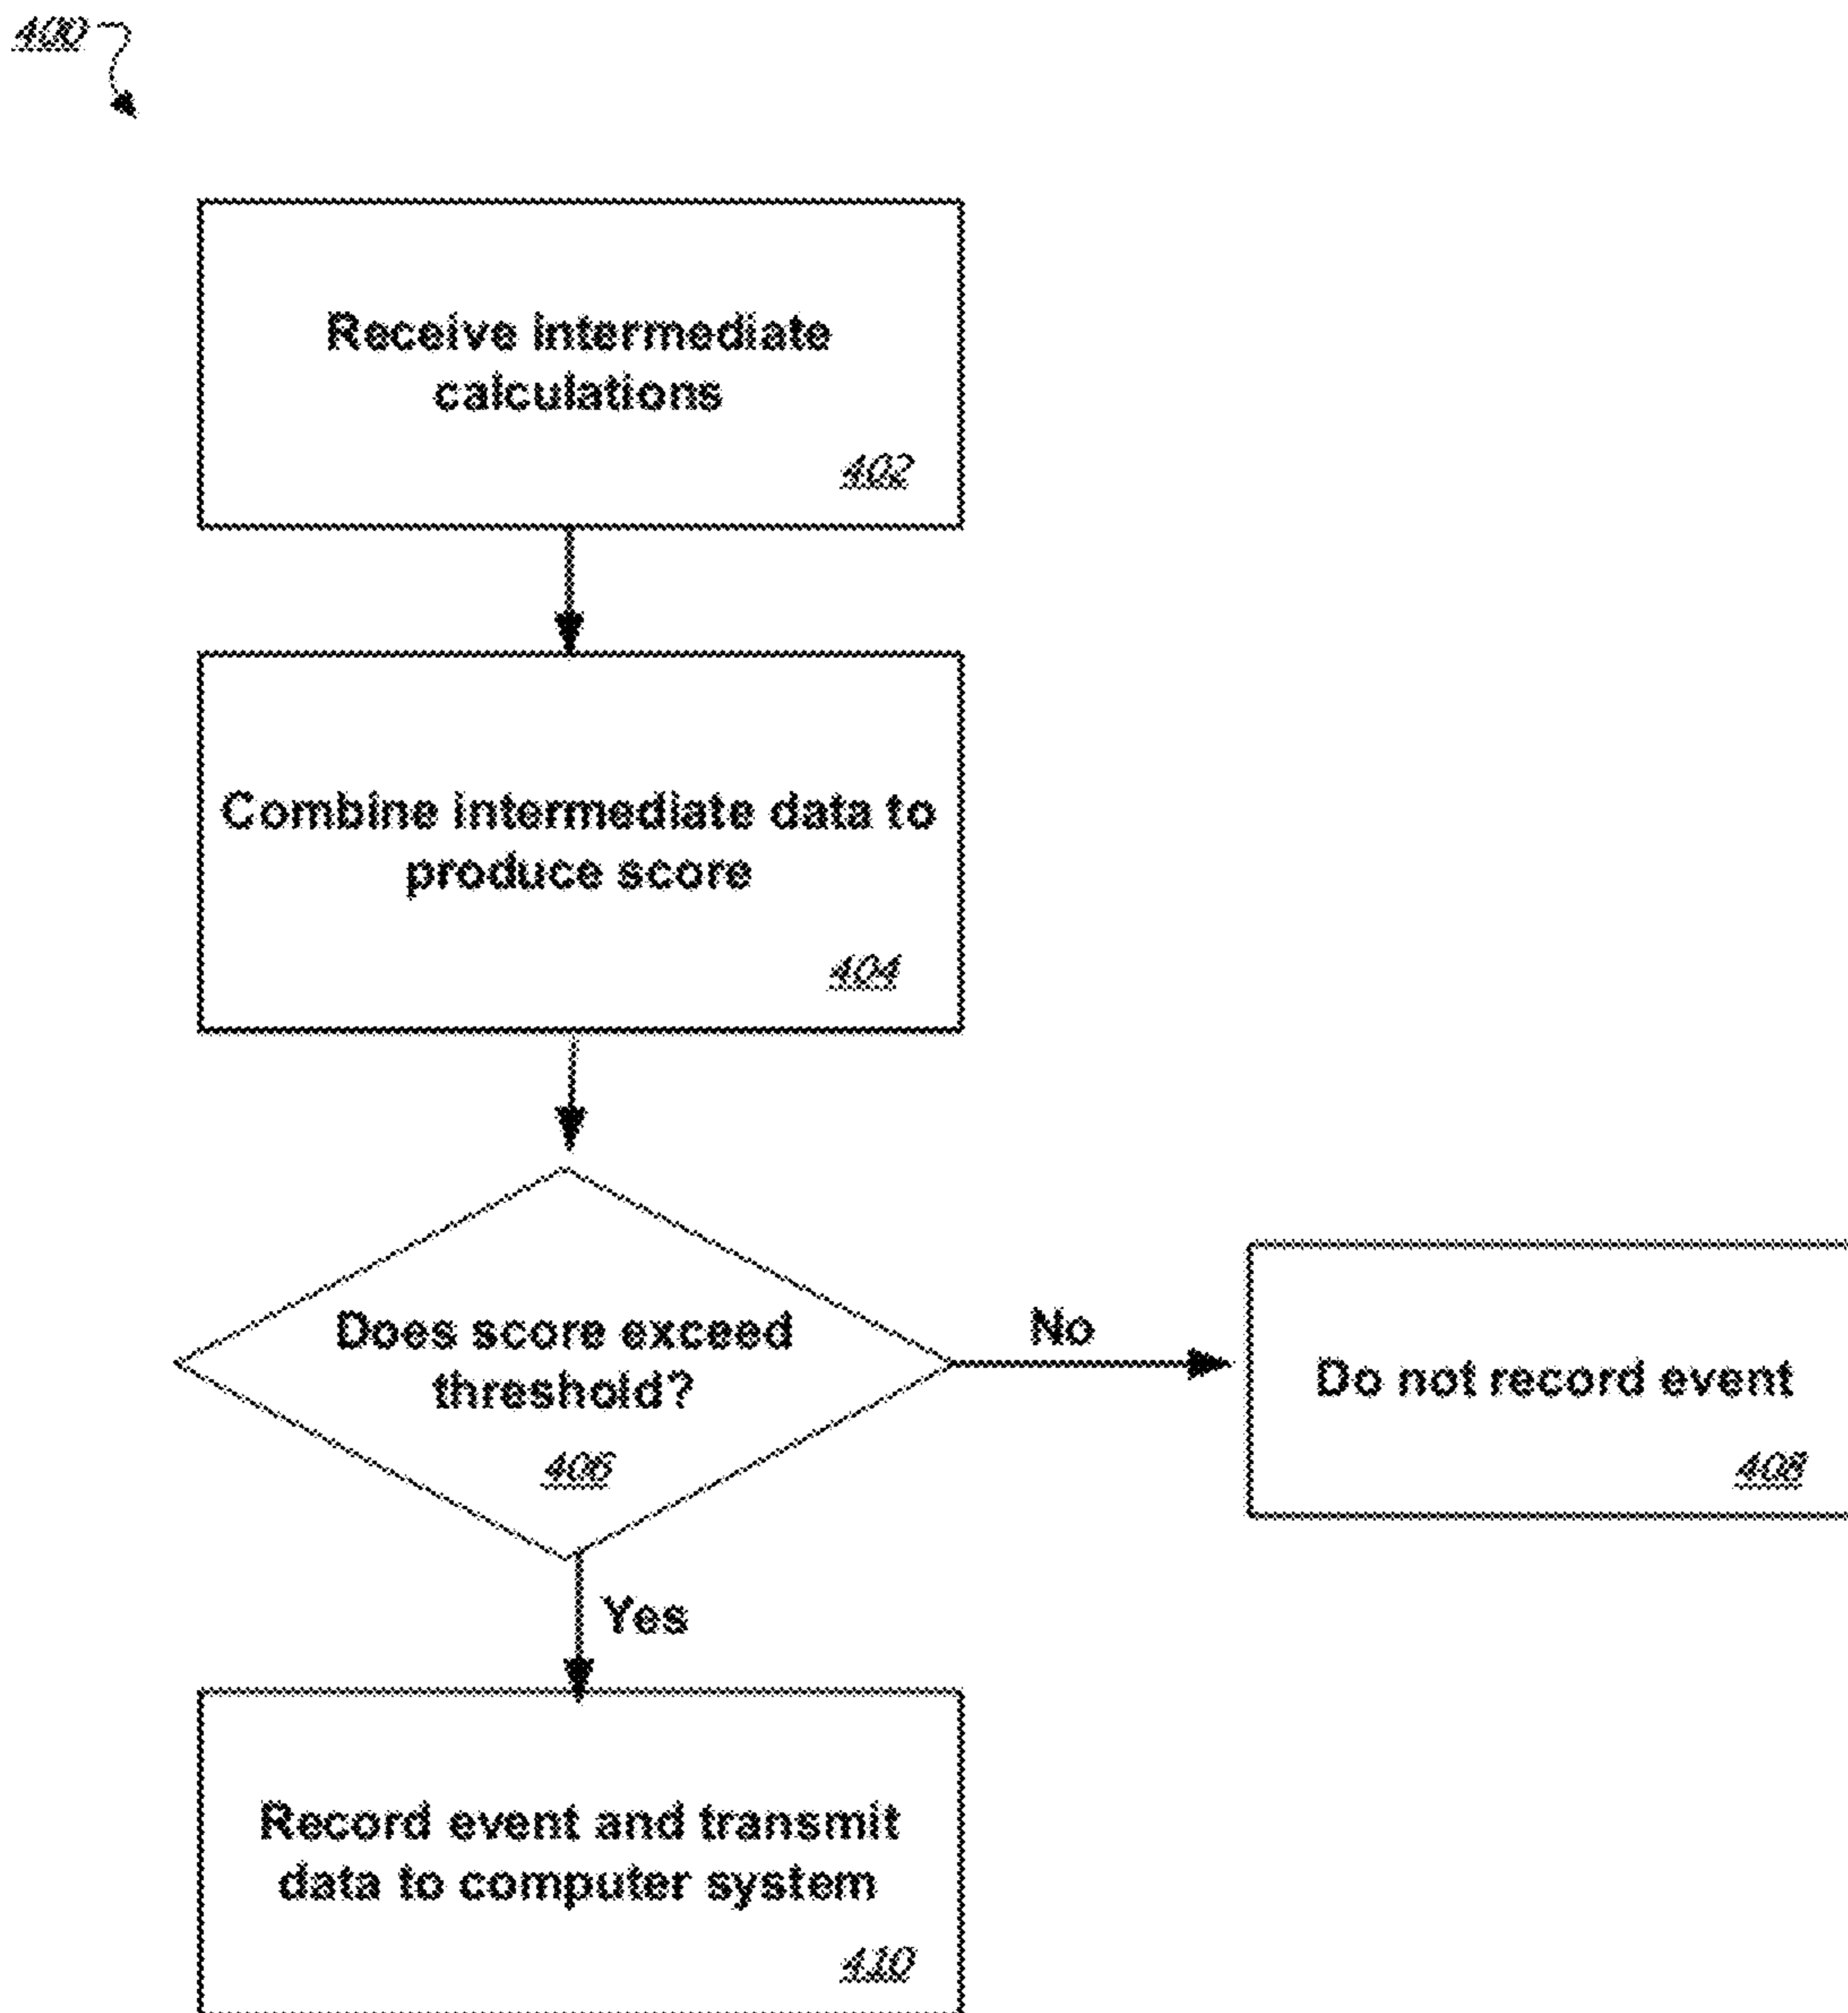 400
Receive intermediate
calculations
402
Combine intermediate data to
produce score
404
Does score exceed
threshold?
406
No
Do not record event
408
Yes
Record event and transmit
data to computer system
410